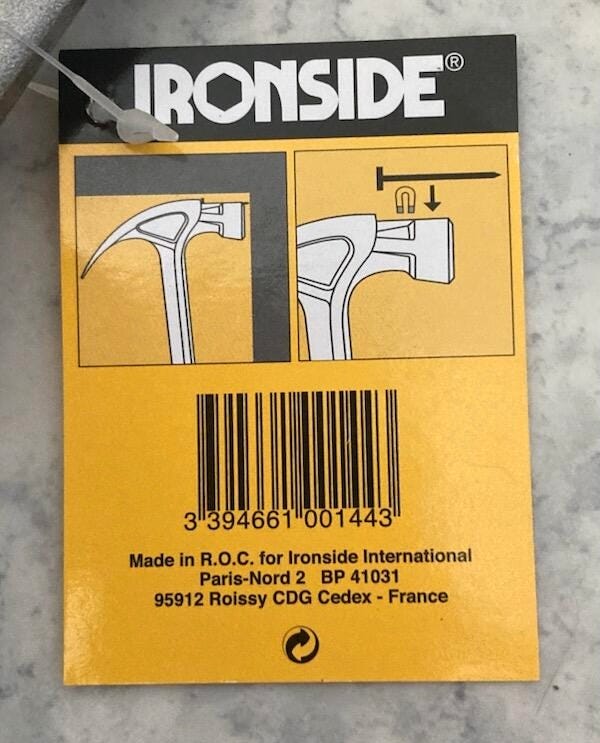 IRONSIDE®
3 394661 001443
Made in R.O.C. for Ironside International
Paris-Nord 2 BP 41031
95912 Roissy CDG Cedex - France